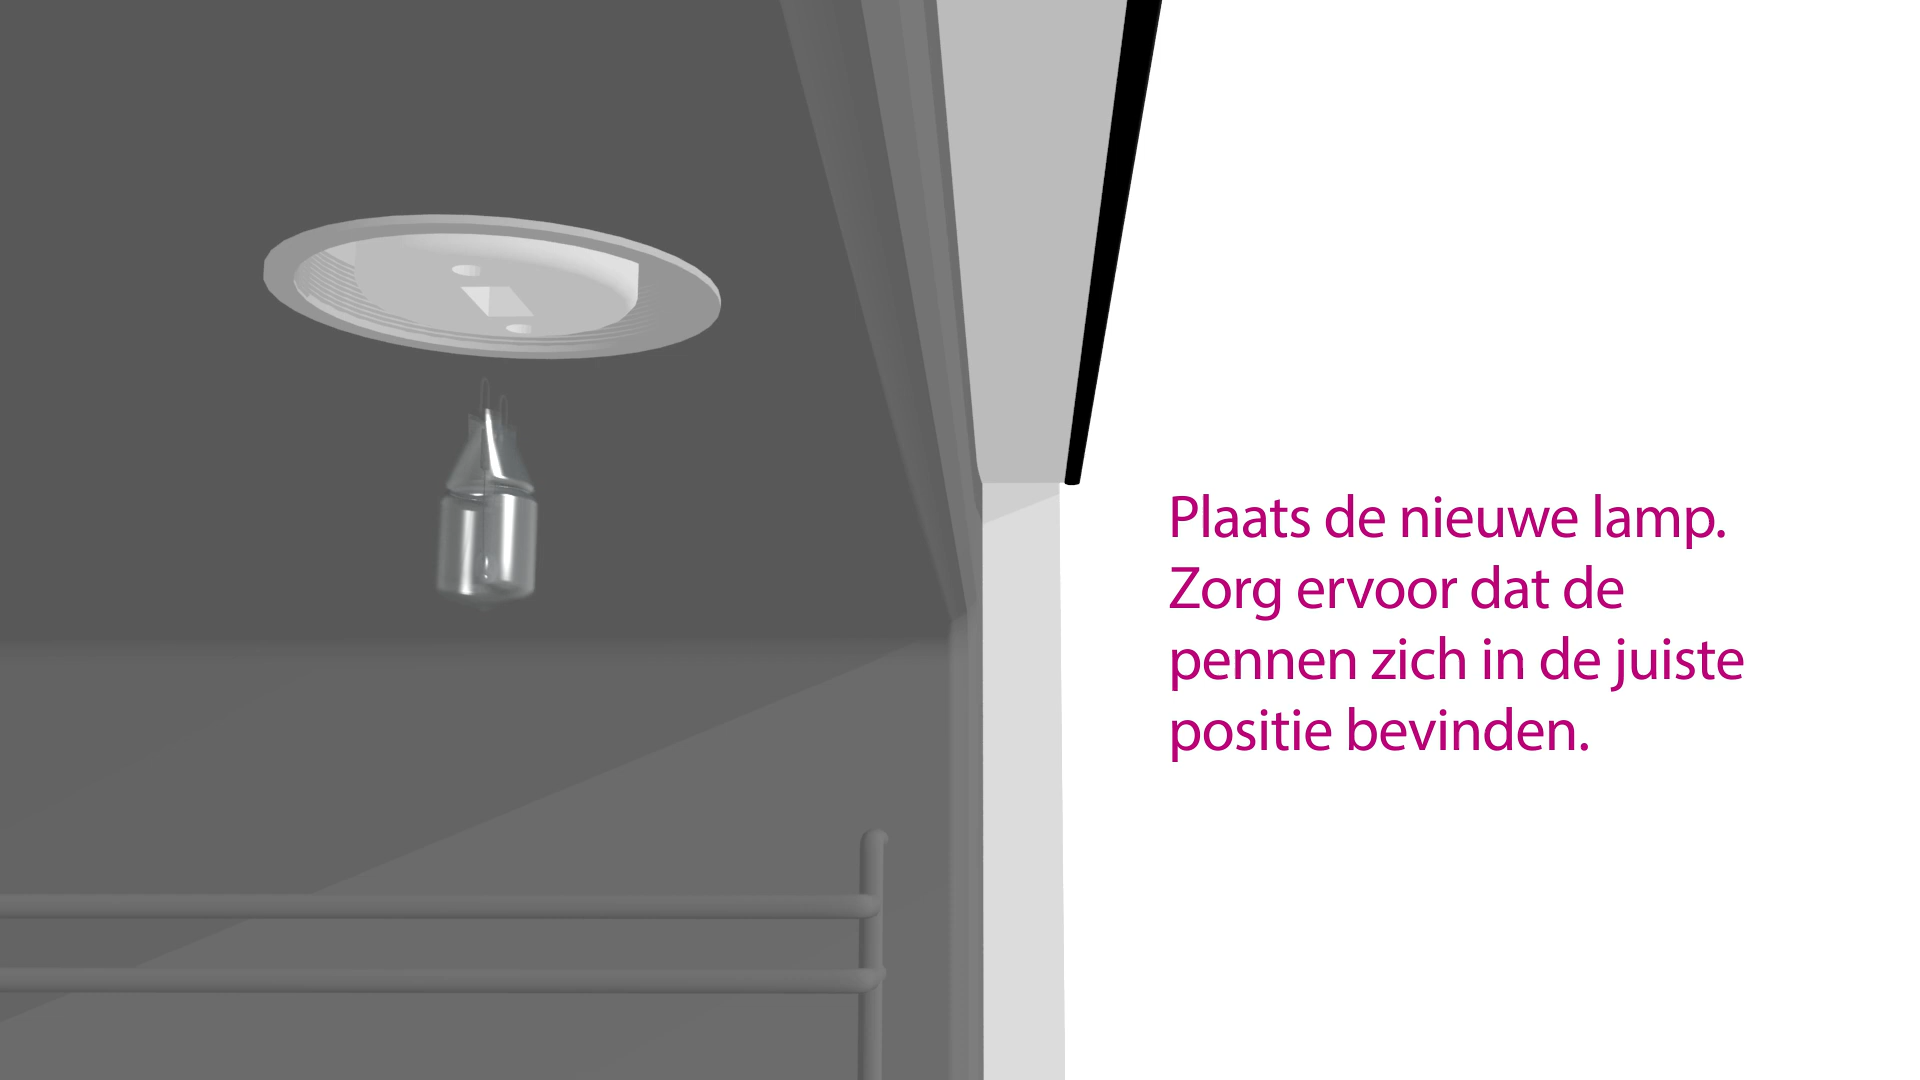 Plaats de nieuwe lamp.
Zorg ervoor dat de
pennen zich in de juiste
positie bevinden.